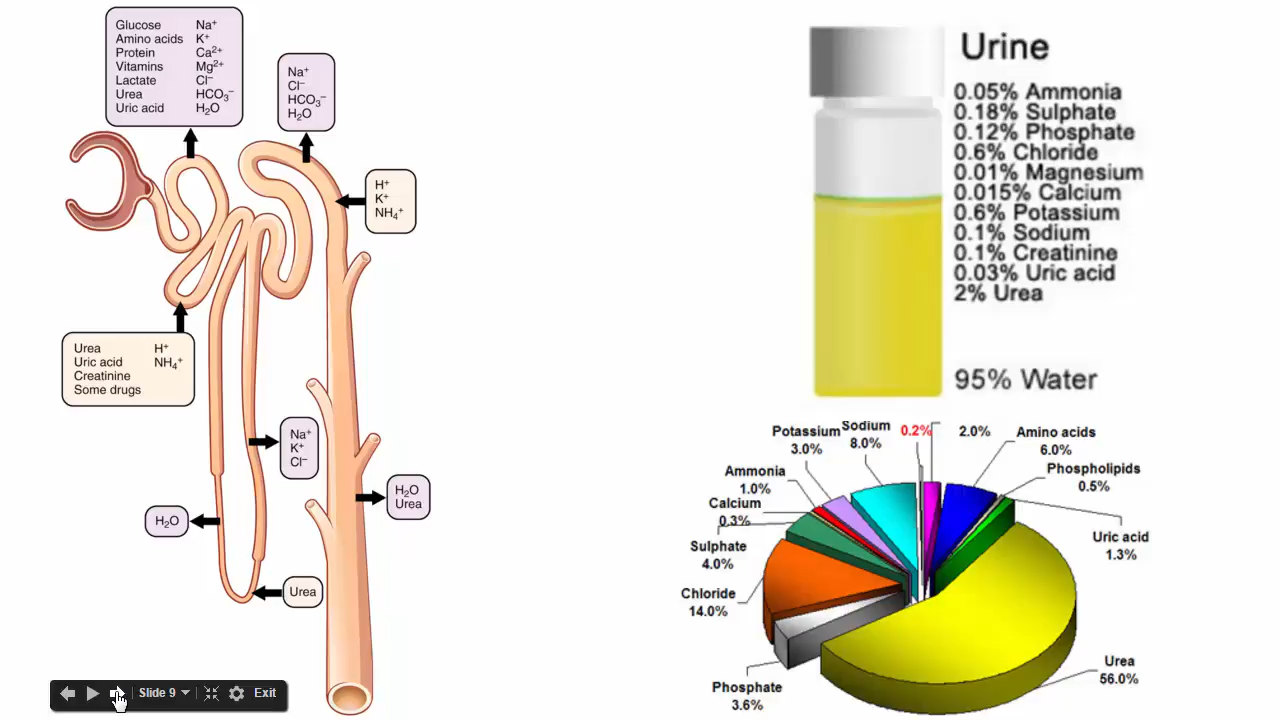 Glucose Na⁺
Amino acids K⁺
Protein Ca²⁺
Vitamins Mg²⁺
Lactate Cl⁻
Urea HCO₃⁻
Uric acid H₂O
Na⁺
Cl⁻
HCO₃⁻
H₂O
H⁺
K⁺
NH₄⁺
Urea H⁺
Uric acid NH₄⁺
Creatinine
Some drugs
Na⁺
K⁺
Cl⁻
H₂O
Urea
H₂O
Urea
Slide 9
Exit
Urine
0.05% Ammonia
0.18% Sulphate
0.12% Phosphate
0.6% Chloride
0.01% Magnesium
0.015% Calcium
0.6% Potassium
0.1% Sodium
0.1% Creatinine
0.03% Uric acid
2% Urea
95% Water
Potassium
3.0%
Sodium
8.0%
0.2%
2.0%
Amino acids
6.0%
Phospholipids
0.5%
Ammonia
1.0%
Calcium
0.3%
Uric acid
1.3%
Sulphate
4.0%
Chloride
14.0%
Phosphate
3.6%
Urea
56.0%